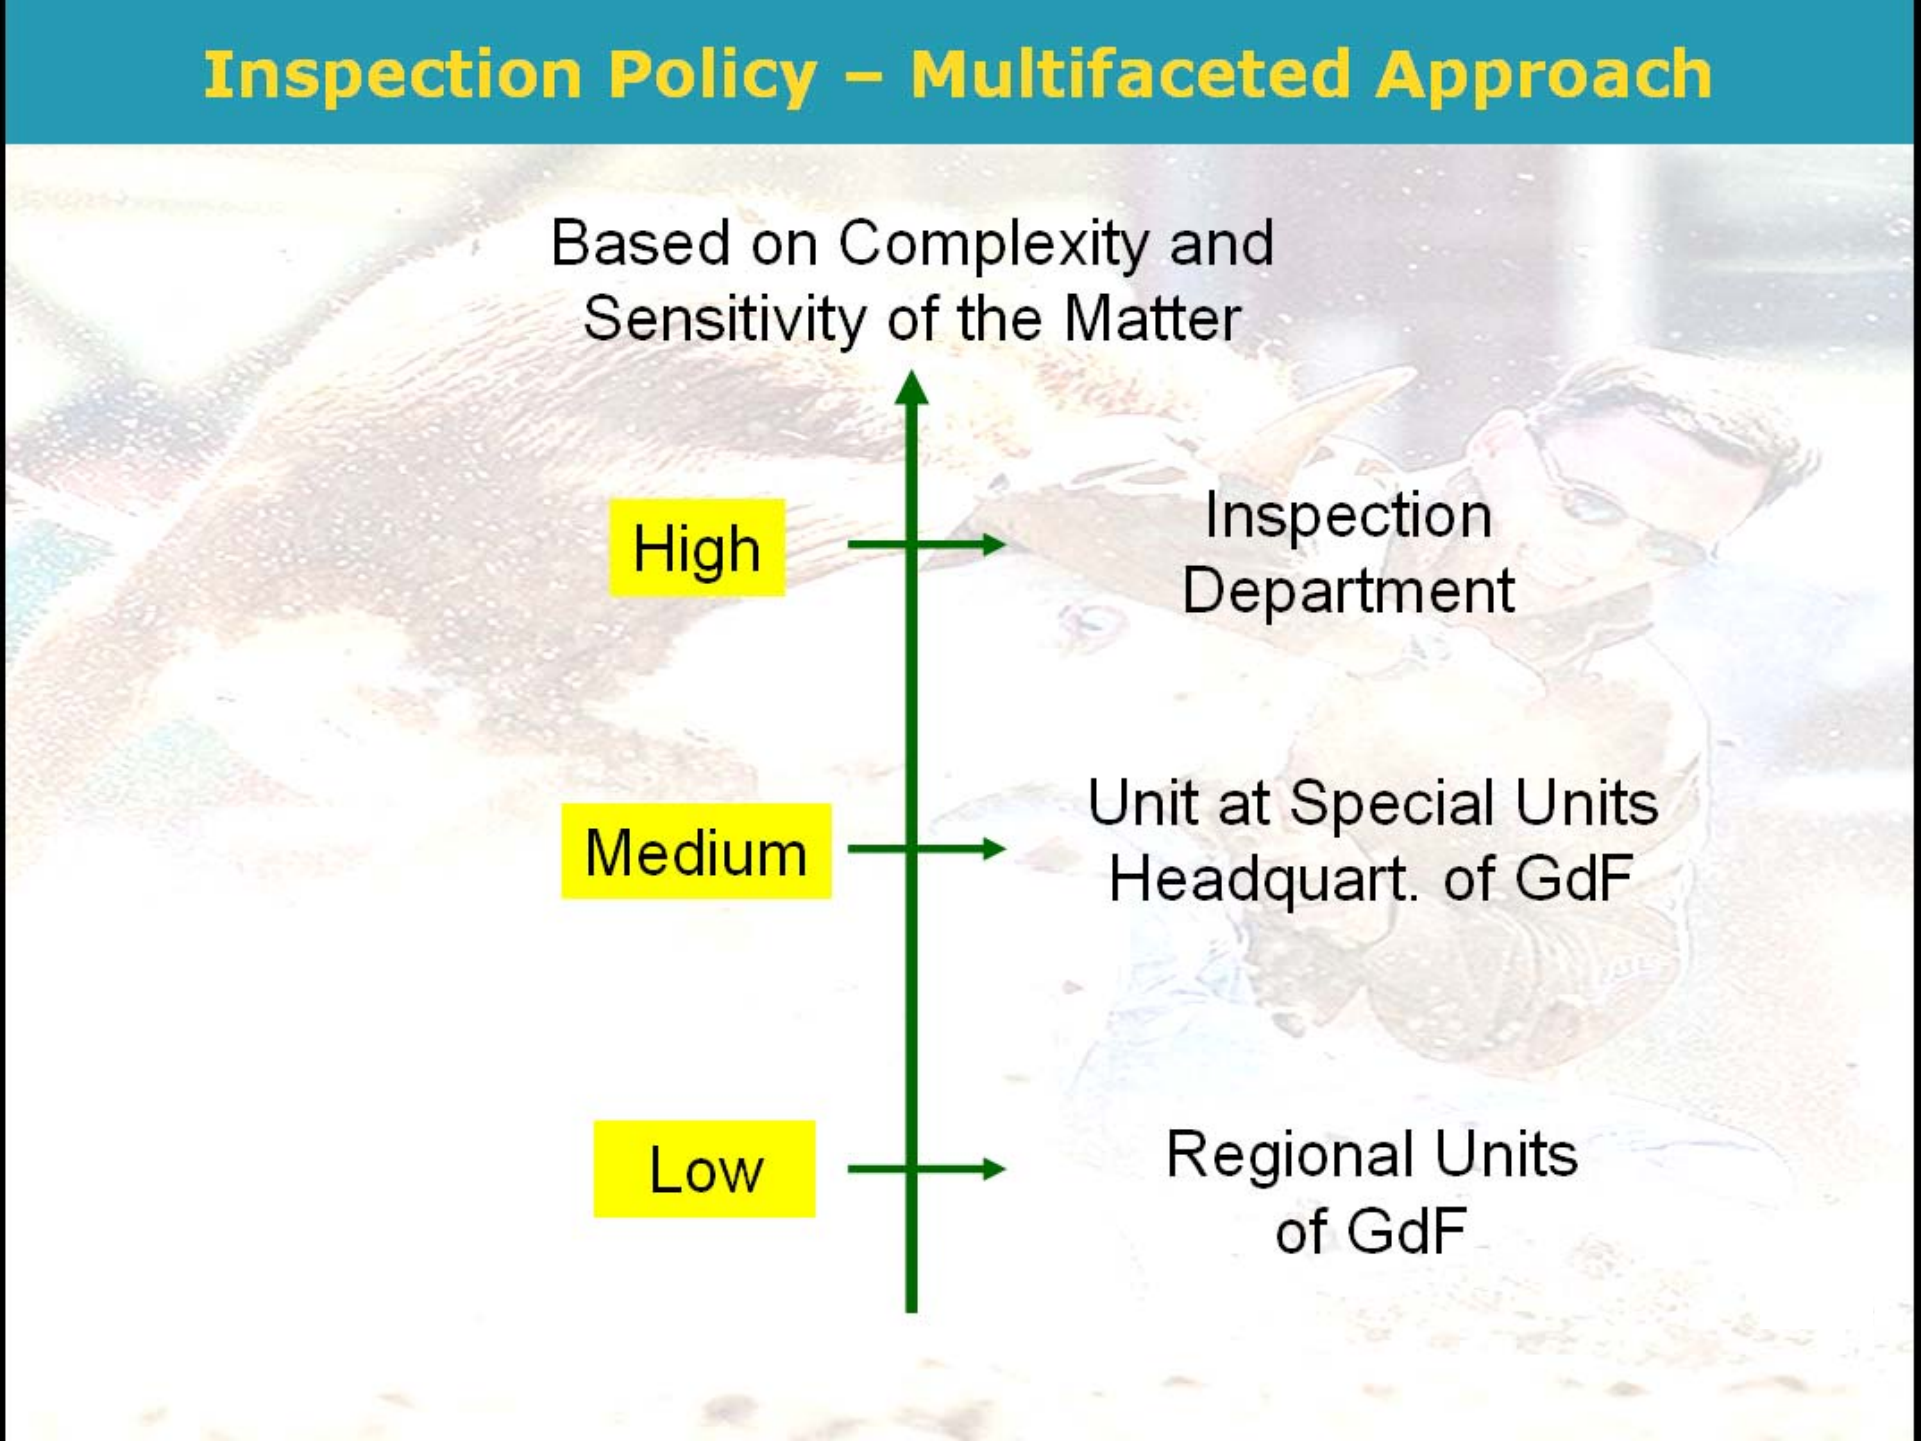 Inspection Policy – Multifaceted Approach
Based on Complexity and
Sensitivity of the Matter
High
Inspection
Department
Medium
Unit at Special Units
Headquart. of GdF
Low
Regional Units
of GdF